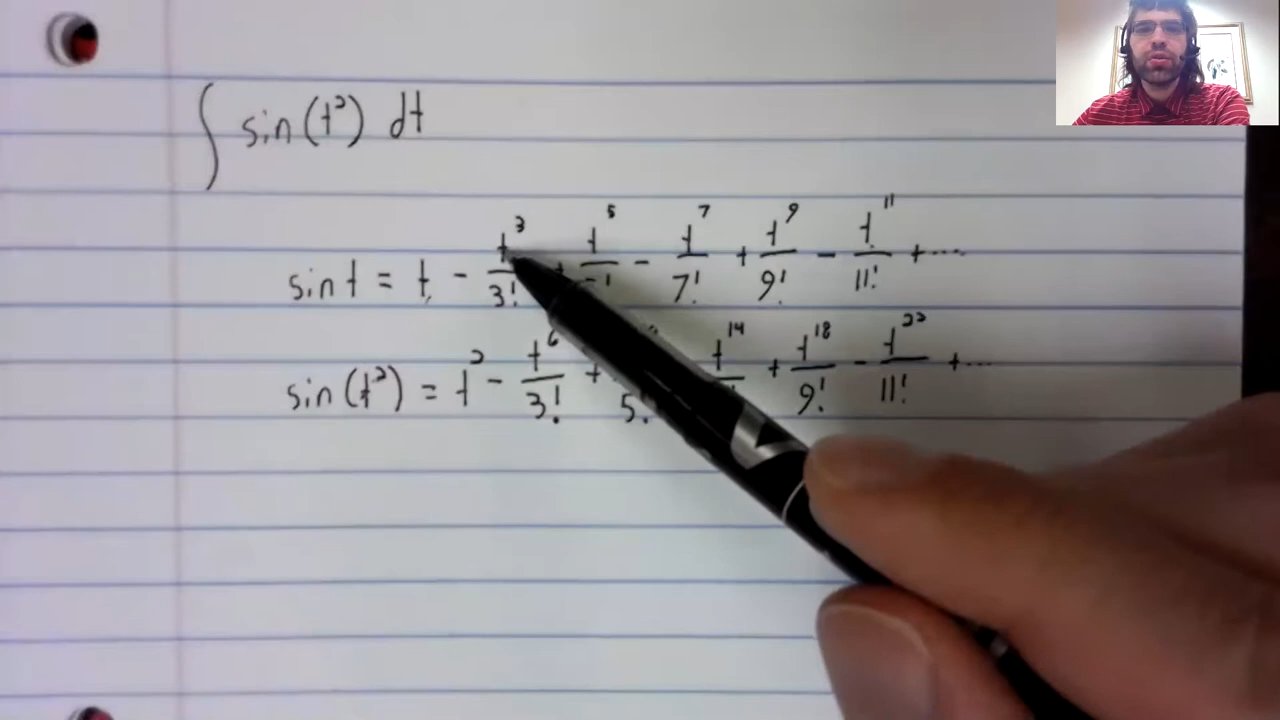 ∫ sin(t²) dt
sin t = t - t³/3! + t⁵/ ! - t⁷/7! + t⁹/9! - t¹¹/11! + ...
sin(t²) = t² - t⁶/3! + /5! t¹⁴/ ! + t¹⁸/9! - t²²/11! + ...